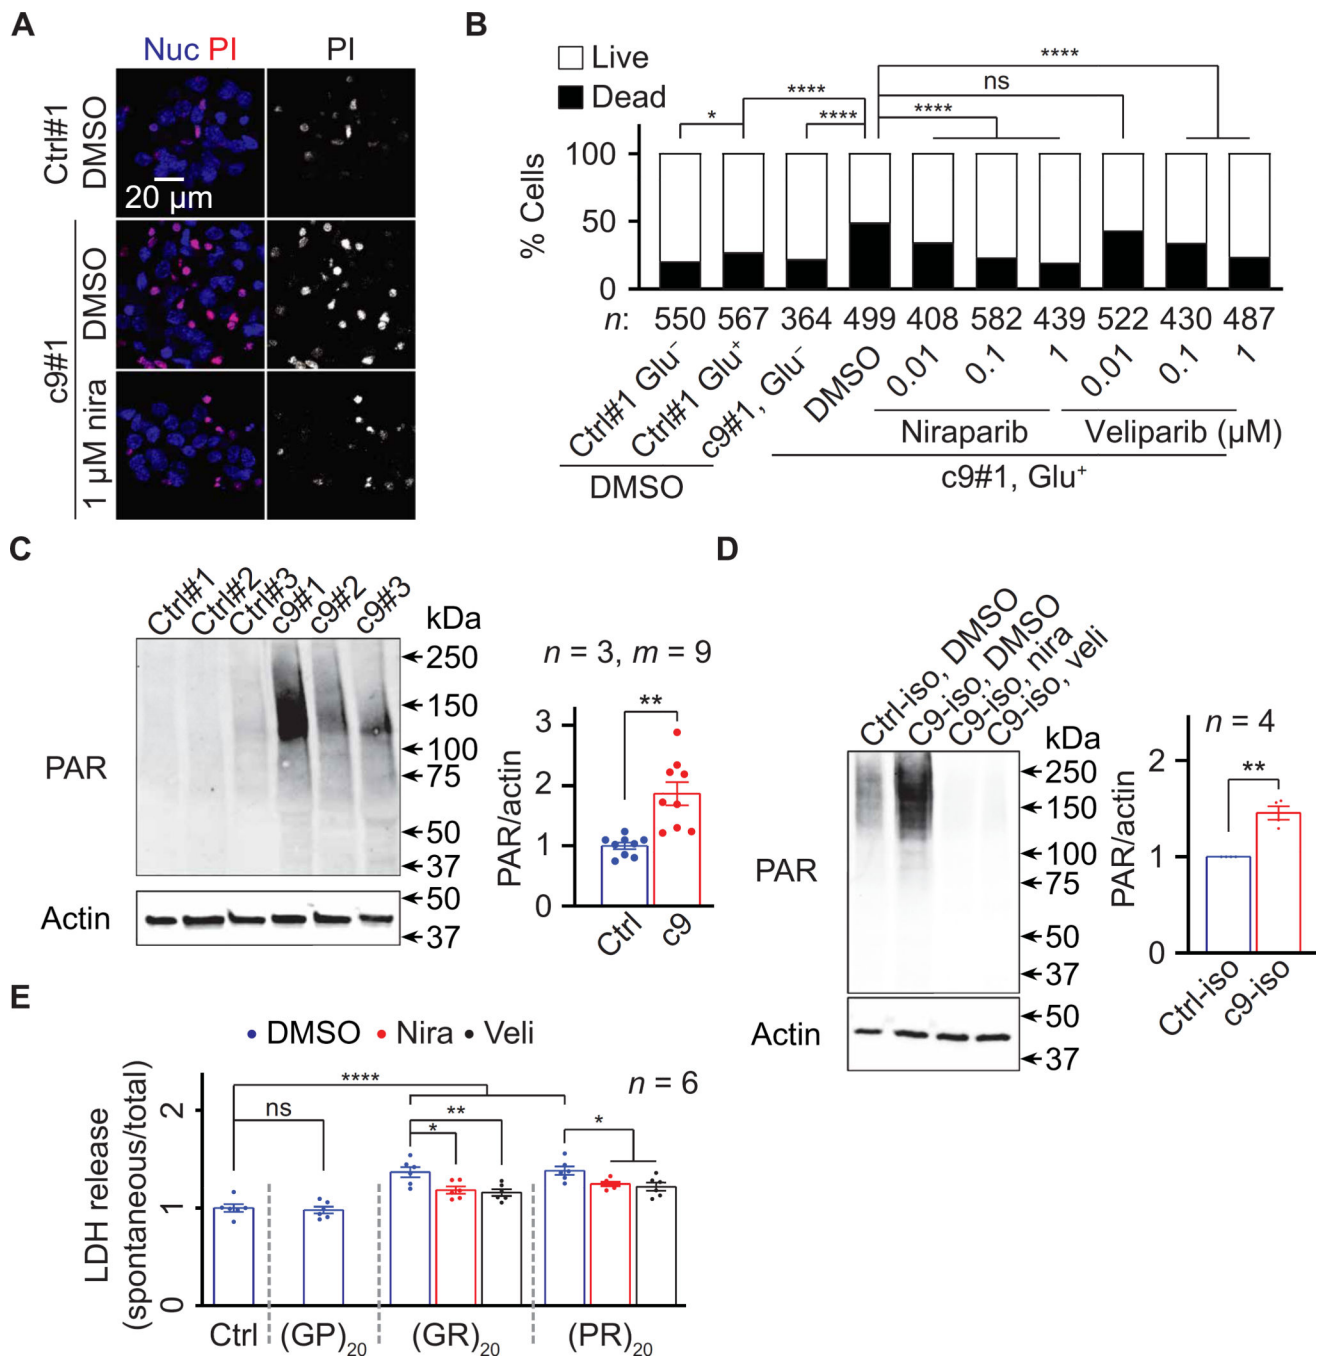 A
Nuc PI
PI
Ctrl#1
DMSO
20 µm
c9#1
DMSO
1 µM nira
B
Live
Dead
****
ns
****
****
****
*
% Cells
100
50
0
n: 550 567 364 499 408 582 439 522 430 487
Ctrl#1 Glu⁻
Ctrl#1 Glu⁺
c9#1, Glu⁻
DMSO
0.01
0.1
1
0.01
0.1
1
Niraparib
Veliparib (µM)
DMSO
c9#1, Glu⁺
C
Ctrl#1
Ctrl#2
Ctrl#3
c9#1
c9#2
c9#3
kDa
250
150
100
75
50
37
PAR
50
37
Actin
n = 3, m = 9
**
PAR/actin
3
2
1
0
Ctrl
c9
D
Ctrl-iso, DMSO
C9-iso, DMSO
C9-iso, nira
C9-iso, veli
kDa
250
150
100
75
50
37
PAR
50
37
Actin
n = 4
**
PAR/actin
2
1
0
Ctrl-iso
c9-iso
E
DMSO Nira Veli
n = 6
****
ns
**
*
*
LDH release
(spontaneous/total)
2
1
0
Ctrl (GP)₂₀ (GR)₂₀ (PR)₂₀